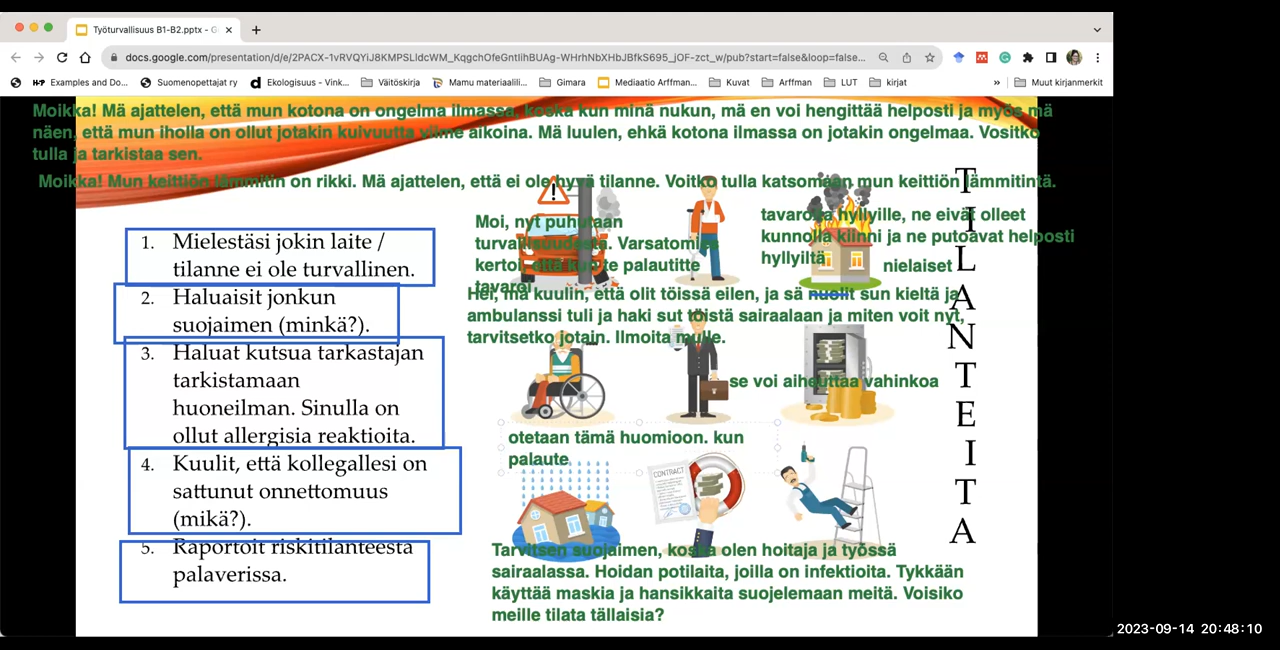 Työturvallisuus B1-B2.pptx - G
docs.google.com/presentation/d/e/2PACX-1vRVQYiJ8KMPSLldcWM_KqgchOfeGntIihBUAg-WHrhNbXHbJBfkS695_jOF-zct_w/pub?start=false&loop=false...
Examples and Do... Suomenopettajat ry Ekologisuus - Vink... Väitöskirja Mamu materiaalili... Gimara Mediaatio Arffman... Kuvat Arffman LUT kirjat » Muut kirjanmerkit
Moikka! Mä ajattelen, että mun kotona on ongelma ilmassa, koska kun minä nukun, mä en voi hengittää helposti ja myös mä
näen, että mun iholla on ollut jotakin kuivuutta viime aikoina. Mä luulen, ehkä kotona ilmassa on jotakin ongelmaa. Vositko
tulla ja tarkistaa sen.
Moikka! Mun keittiön lämmitin on rikki. Mä ajattelen, että ei ole hyvä tilanne. Voitko tulla katsomaan mun keittiön lämmitintä.
1. Mielestäsi jokin laite /
tilanne ei ole turvallinen.
2. Haluaisit jonkun
suojaimen (minkä?).
3. Haluat kutsua tarkastajan
tarkistamaan
huoneilman. Sinulla on
ollut allergisia reaktioita.
4. Kuulit, että kollegallesi on
sattunut onnettomuus
(mikä?).
5. Raportoit riskitilanteesta
palaverissa.
Moi, nyt puhutaan
turvallisuudesta. Varsatomies
kertoi, että kun te palautitte
tavaroi
tavaroita hyllyille, ne eivät olleet
kunnolla kiinni ja ne putoavat helposti
hyllyiltä
nielaiset
Hei, mä kuulin, että olit töissä eilen, ja sä nuolit sun kieltä ja
ambulanssi tuli ja haki sut töistä sairaalaan ja miten voit nyt,
tarvitsetko jotain. Ilmoita mulle.
se voi aiheuttaa vahinkoa
otetaan tämä huomioon. kun
palaute
CONTRACT
Tarvitsen suojaimen, koska olen hoitaja ja työssä
sairaalassa. Hoidan potilaita, joilla on infektioita. Tykkään
käyttää maskia ja hansikkaita suojelemaan meitä. Voisiko
meille tilata tällaisia?
TILANTEITA
2023-09-14 20:48:10